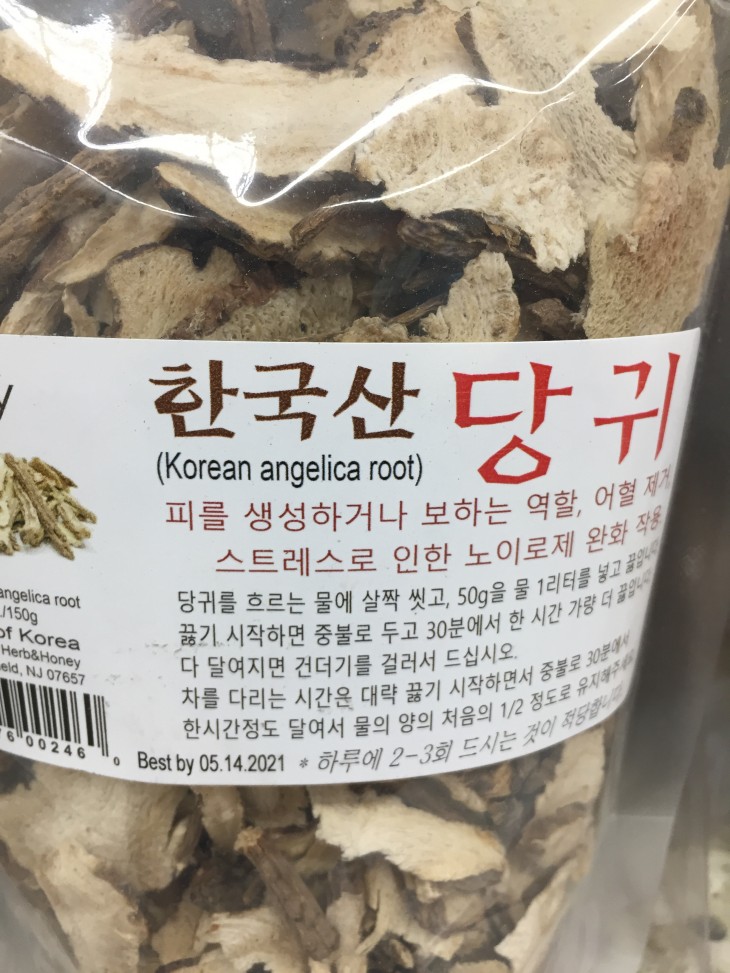 한국산 당귀
(Korean angelica root)
피를 생성하거나 보하는 역할, 어혈 제거,
스트레스로 인한 노이로제 완화 작용
당귀를 흐르는 물에 살짝 씻고, 50g을 물 1리터를 넣고 끓입니다.
끓기 시작하면 중불로 두고 30분에서 한 시간 가량 더 끓입니다.
다 달여지면 건더기를 걸러서 드십시오.
차를 다리는 시간은 대략 끓기 시작하면서 중불로 30분에서
한시간정도 달여서 물의 양의 처음의 1/2 정도로 유지해주세요.
Best by 05.14.2021 * 하루에 2-3회 드시는 것이 적당합니다.
angelica root
/150g
of Korea
Herb&Honey
NJ 07657
00246 0